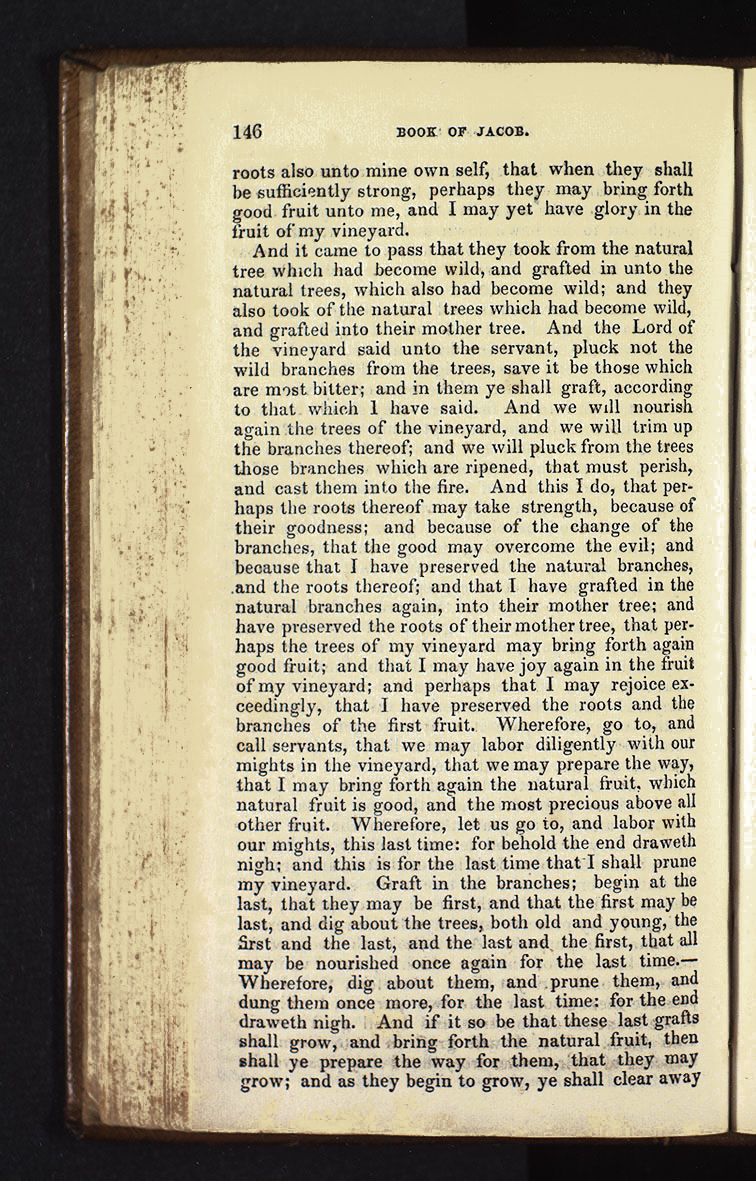 146 BOOK OF JACOB.
roots also unto mine own self, that when they shall
be sufficiently strong, perhaps they may bring forth
good fruit unto me, and I may yet have glory in the
fruit of my vineyard.
And it came to pass that they took from the natural
tree which had become wild, and grafted in unto the
natural trees, which also had become wild; and they
also took of the natural trees which had become wild,
and grafted into their mother tree. And the Lord of
the vineyard said unto the servant, pluck not the
wild branches from the trees, save it be those which
are most bitter; and in them ye shall graft, according
to that which I have said. And we will nourish
again the trees of the vineyard, and we will trim up
the branches thereof; and we will pluck from the trees
those branches which are ripened, that must perish,
and cast them into the fire. And this I do, that per-
haps the roots thereof may take strength, because of
their goodness; and because of the change of the
branches, that the good may overcome the evil; and
because that I have preserved the natural branches,
and the roots thereof; and that I have grafted in the
natural branches again, into their mother tree; and
have preserved the roots of their mother tree, that per-
haps the trees of my vineyard may bring forth again
good fruit; and that I may have joy again in the fruit
of my vineyard; and perhaps that I may rejoice ex-
ceedingly, that I have preserved the roots and the
branches of the first fruit. Wherefore, go to, and
call servants, that we may labor diligently with our
mights in the vineyard, that we may prepare the way,
that I may bring forth again the natural fruit, which
natural fruit is good, and the most precious above all
other fruit. Wherefore, let us go to, and labor with
our mights, this last time: for behold the end draweth
nigh; and this is for the last time that I shall prune
my vineyard. Graft in the branches; begin at the
last, that they may be first, and that the first may be
last, and dig about the trees, both old and young, the
first and the last, and the last and the first, that all
may be nourished once again for the last time.—
Wherefore, dig about them, and prune them, and
dung them once more, for the last time: for the end
draweth nigh. And if it so be that these last grafts
shall grow, and bring forth the natural fruit, then
shall ye prepare the way for them, that they may
grow; and as they begin to grow, ye shall clear away